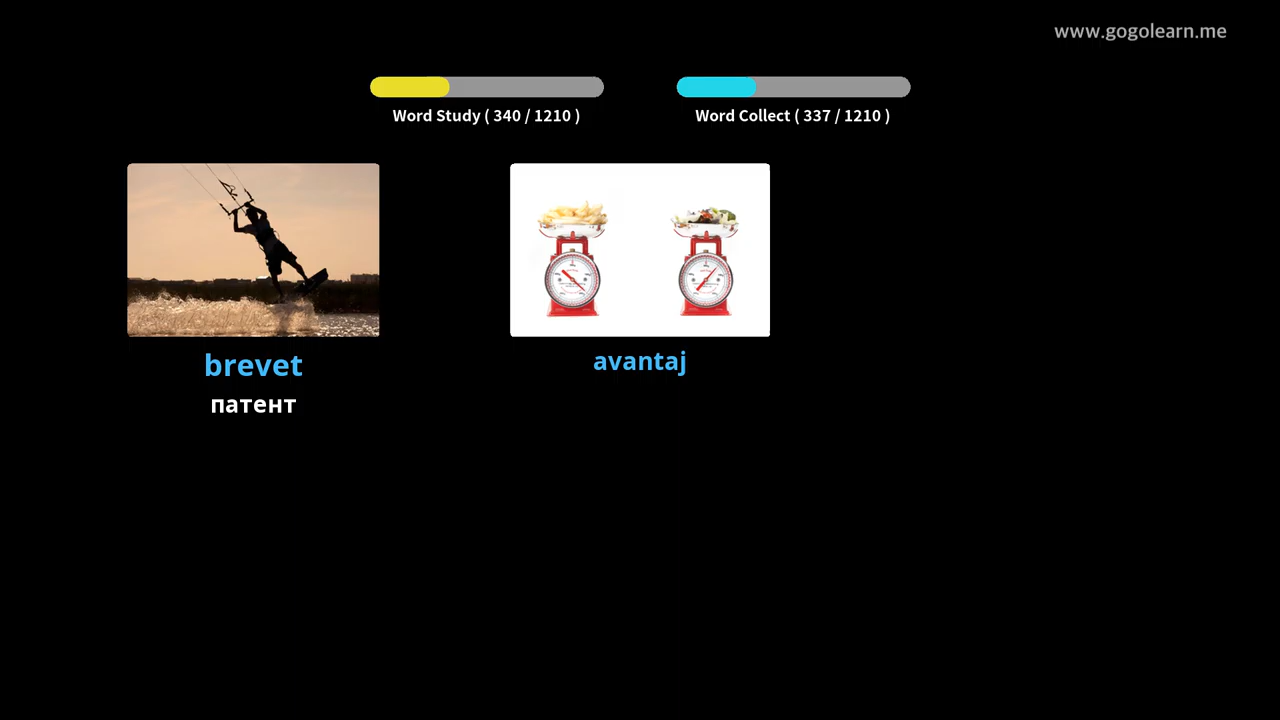 www.gogolearn.me
Word Study ( 340 / 1210 )
Word Collect ( 337 / 1210 )
brevet
avantaj
патент